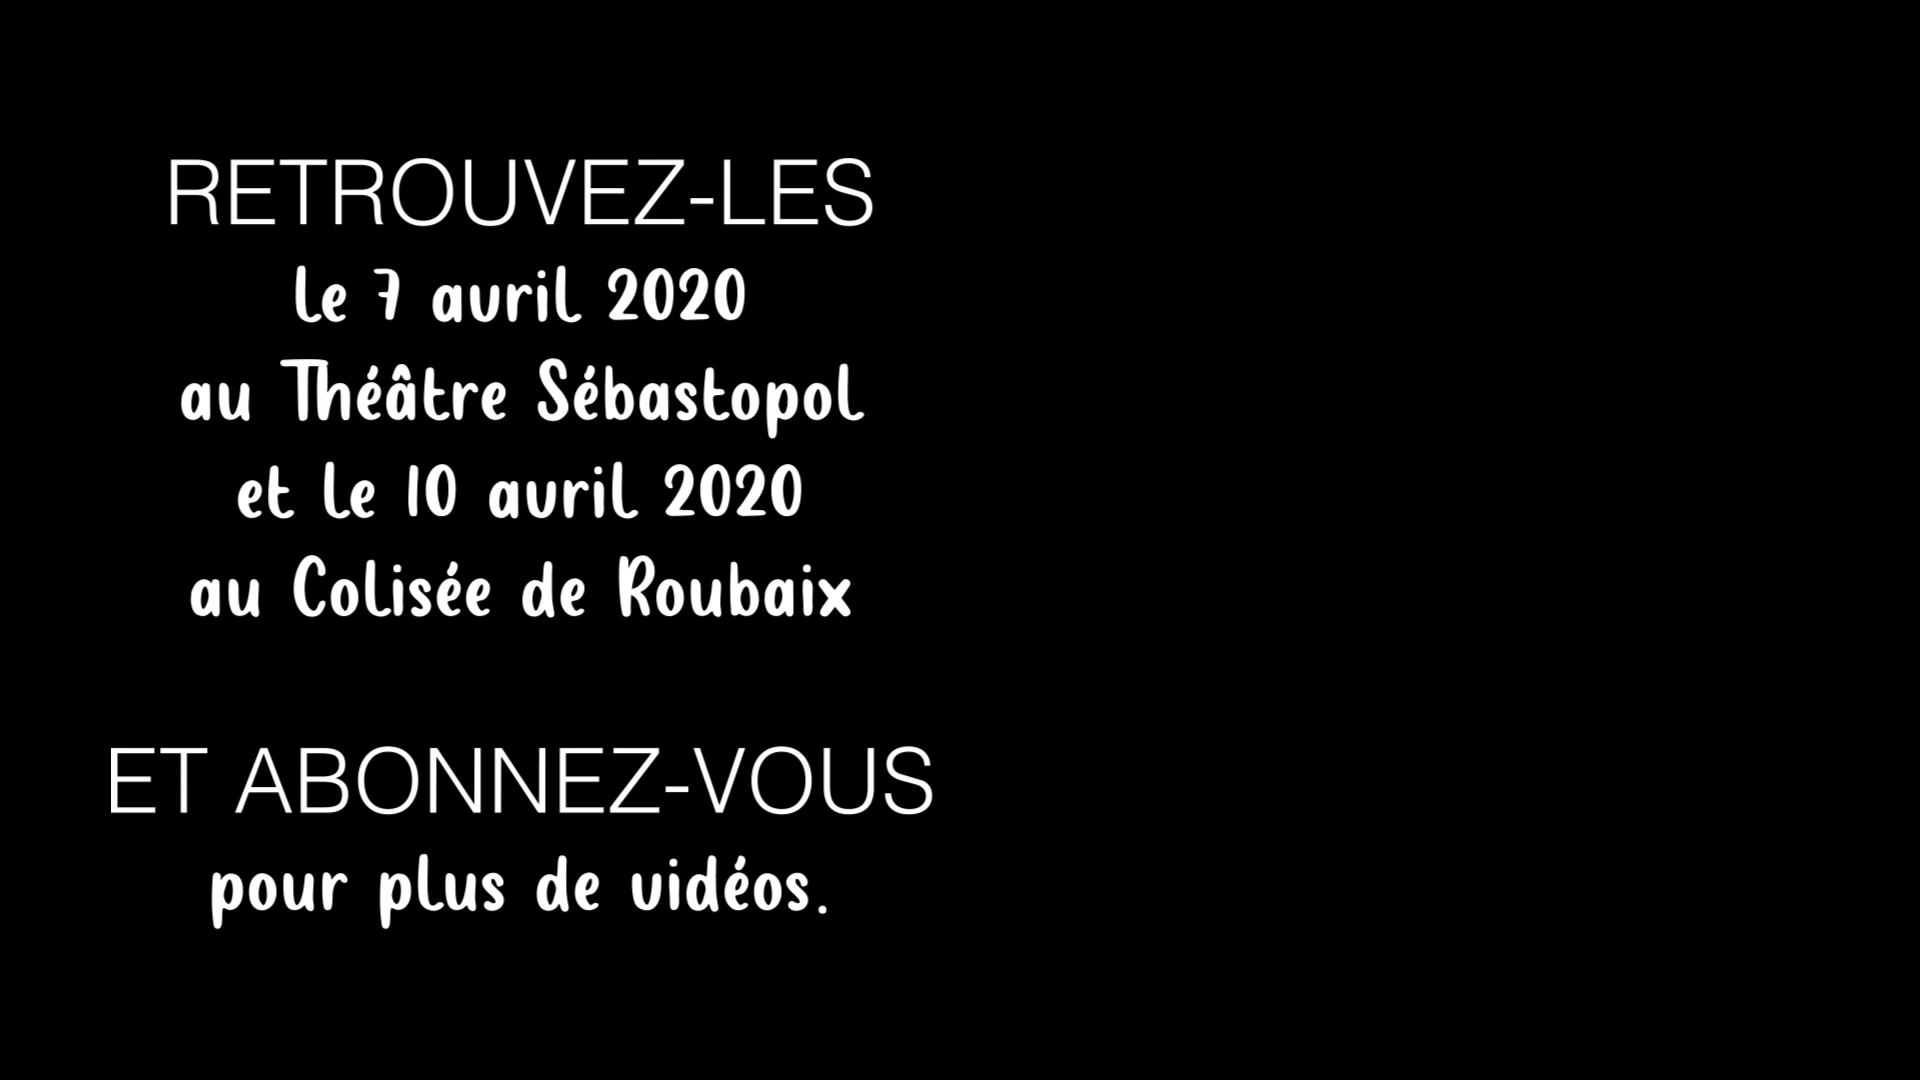 RETROUVEZ-LES
le 7 avril 2020
au Théâtre Sébastopol
et le 10 avril 2020
au Colisée de Roubaix
ET ABONNEZ-VOUS
pour plus de vidéos.